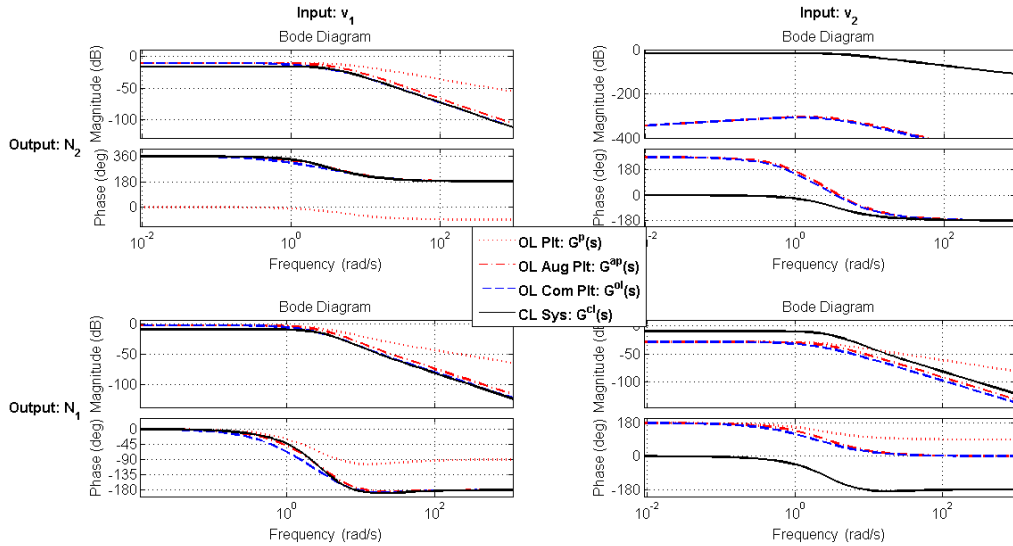 Input: v1
Input: v2
Bode Diagram
Bode Diagram
Output: N2
Magnitude (dB)
0
-50
-100
Magnitude (dB)
0
-200
-300
-400
Phase (deg)
360
180
0
Phase (deg)
180
0
-180
10^-2
10^0
10^2
10^-2
10^0
10^2
Frequency (rad/s)
Frequency (rad/s)
OL Plt: G^p(s)
OL Aug Plt: G^ap(s)
OL Com Plt: G^ol(s)
CL Sys: G^cl(s)
Bode Diagram
Bode Diagram
Output: N1
Magnitude (dB)
0
-50
-100
Magnitude (dB)
-50
-100
Phase (deg)
0
-45
-90
-135
-180
Phase (deg)
180
0
-180
10^0
10^2
10^-2
10^0
10^2
Frequency (rad/s)
Frequency (rad/s)